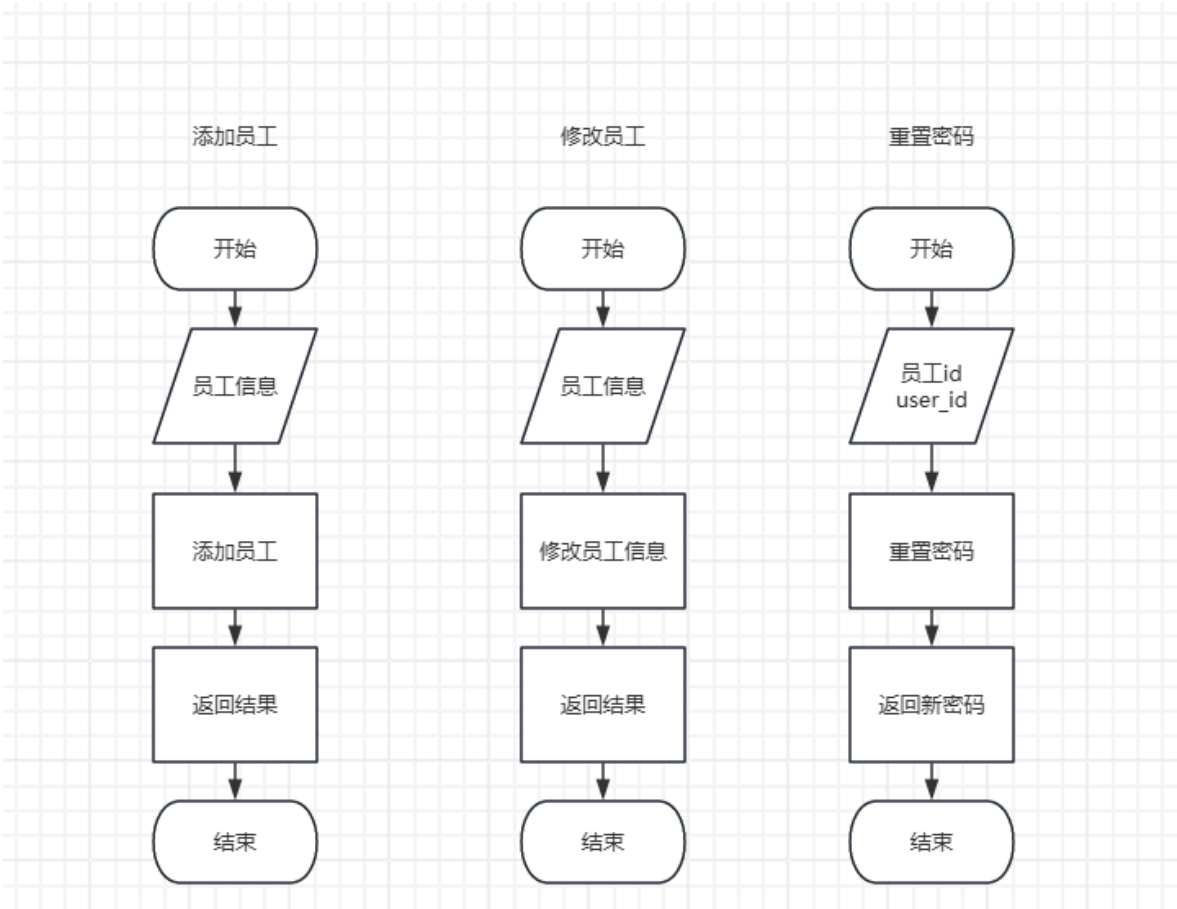 添加员工
修改员工
重置密码
开始
开始
开始
员工信息
员工信息
员工id
user_id
添加员工
修改员工信息
重置密码
返回结果
返回结果
返回新密码
结束
结束
结束